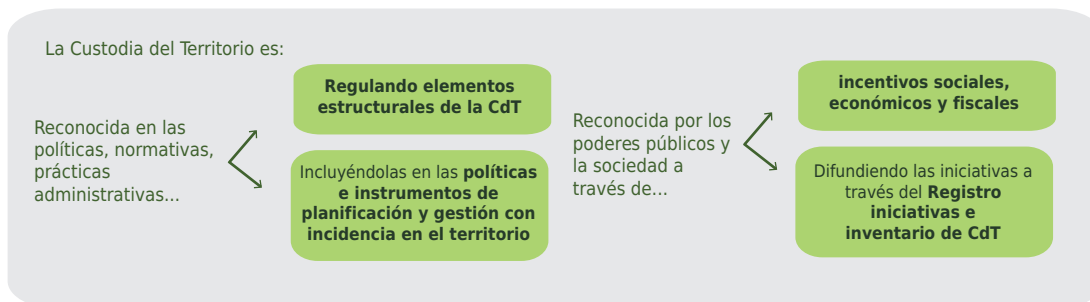 La Custodia del Territorio es:
Reconocida en las
políticas, normativas,
prácticas
administrativas...
Regulando elementos
estructurales de la CdT
Incluyéndolas en las políticas
e instrumentos de
planificación y gestión con
incidencia en el territorio
Reconocida por los
poderes públicos y
la sociedad a
través de...
incentivos sociales,
económicos y fiscales
Difundiendo las iniciativas a
través del Registro
iniciativas e
inventario de CdT